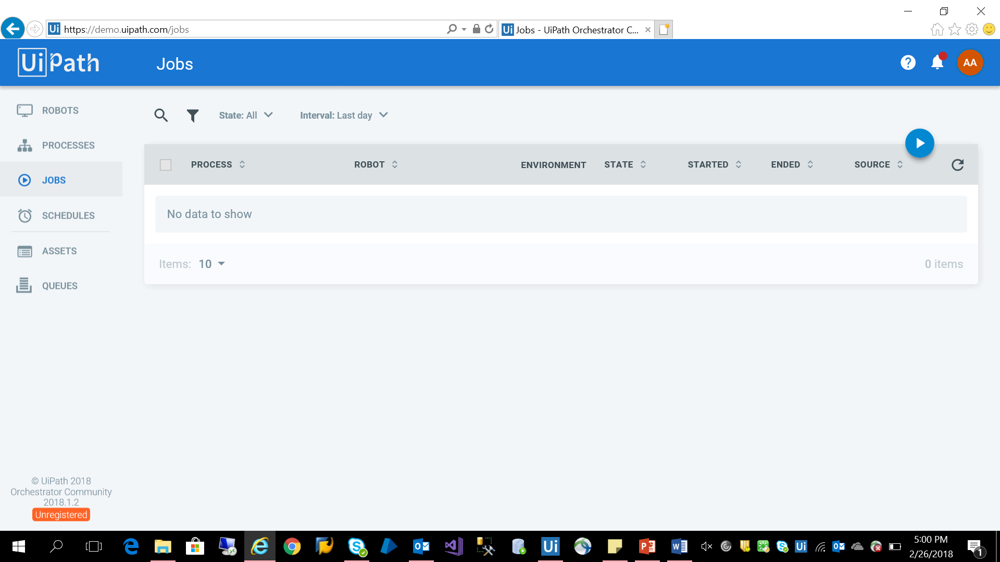 https://demo.uipath.com/jobs
Ui Jobs - UiPath Orchestrator C...
UiPath
Jobs
AA
ROBOTS
PROCESSES
JOBS
SCHEDULES
ASSETS
QUEUES
State: All
Interval: Last day
PROCESS ROBOT ENVIRONMENT STATE STARTED ENDED SOURCE
No data to show
Items: 10
0 items
© UiPath 2018
Orchestrator Community
2018.1.2
Unregistered
5:00 PM
2/26/2018
1